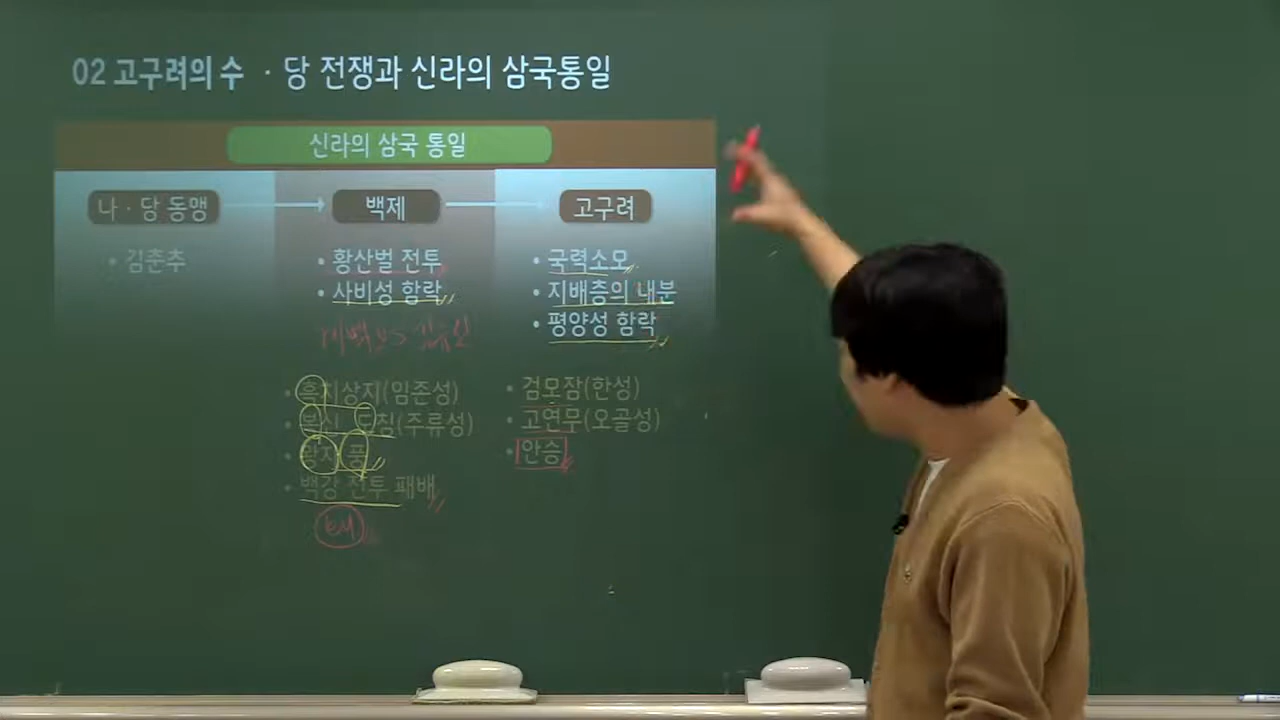 02 고구려의 수 · 당 전쟁과 신라의 삼국통일
신라의 삼국 통일
나 · 당 동맹
백제
고구려
• 김춘추
• 황산벌 전투
• 사비성 함락
• 국력소모
• 지배층의 내분
• 평양성 함락
• 흑치상지(임존성)
• 복신 도침(주류성)
• 왕자 풍
• 백강 전투 패배
• 검모잠(한성)
• 고연무(오골성)
• 안승